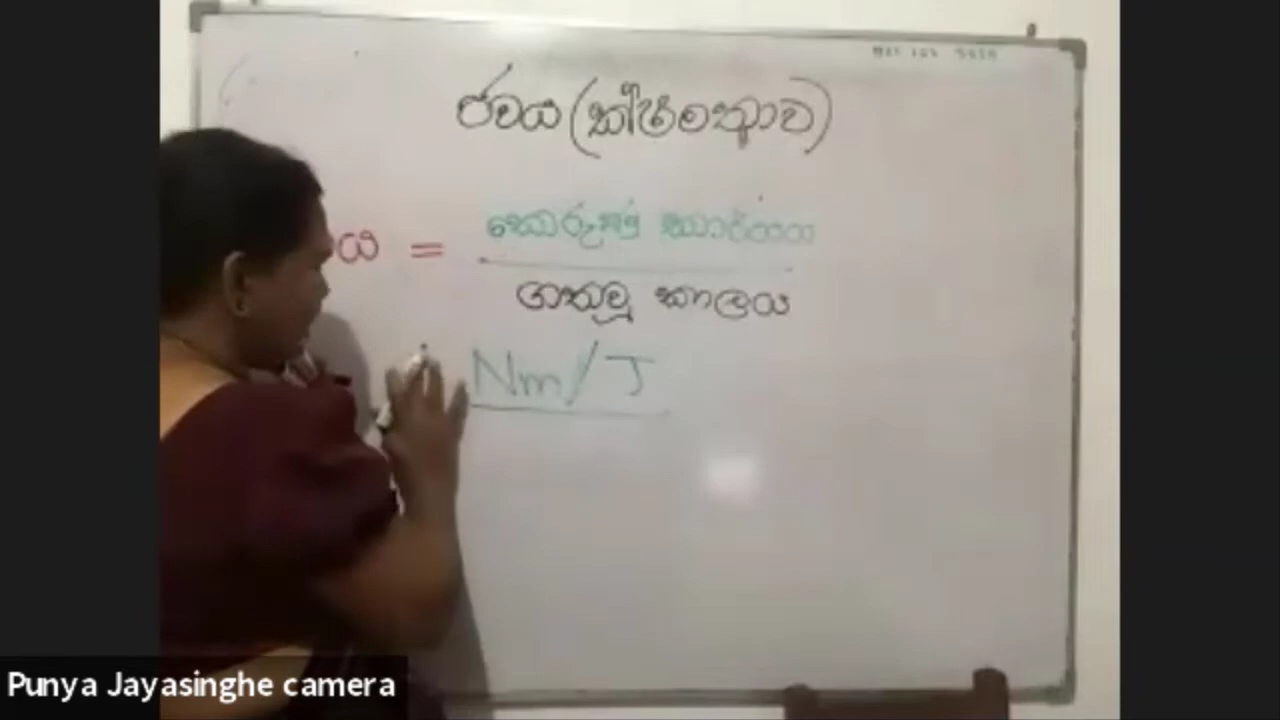 ජවය (ක්ෂමතාව)
ය = කෙරුණු කාර්යය
ගතවූ කාලය
Nm/J
Punya Jayasinghe camera